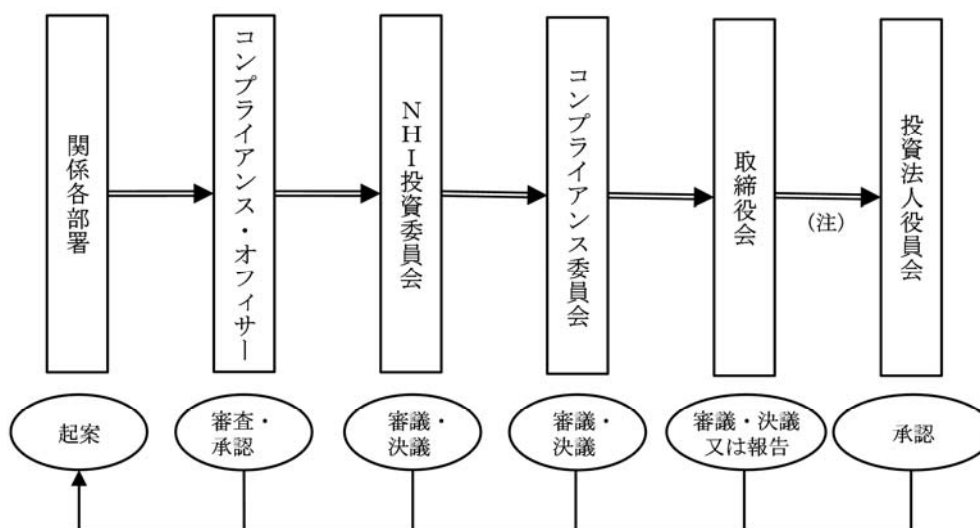 関係各部署
コンプライアンス・オフィサー
NHI投資委員会
コンプライアンス委員会
取締役会
(注)
投資法人役員会
起案
審査・
承認
審議・
決議
審議・
決議
審議・決議
又は報告
承認